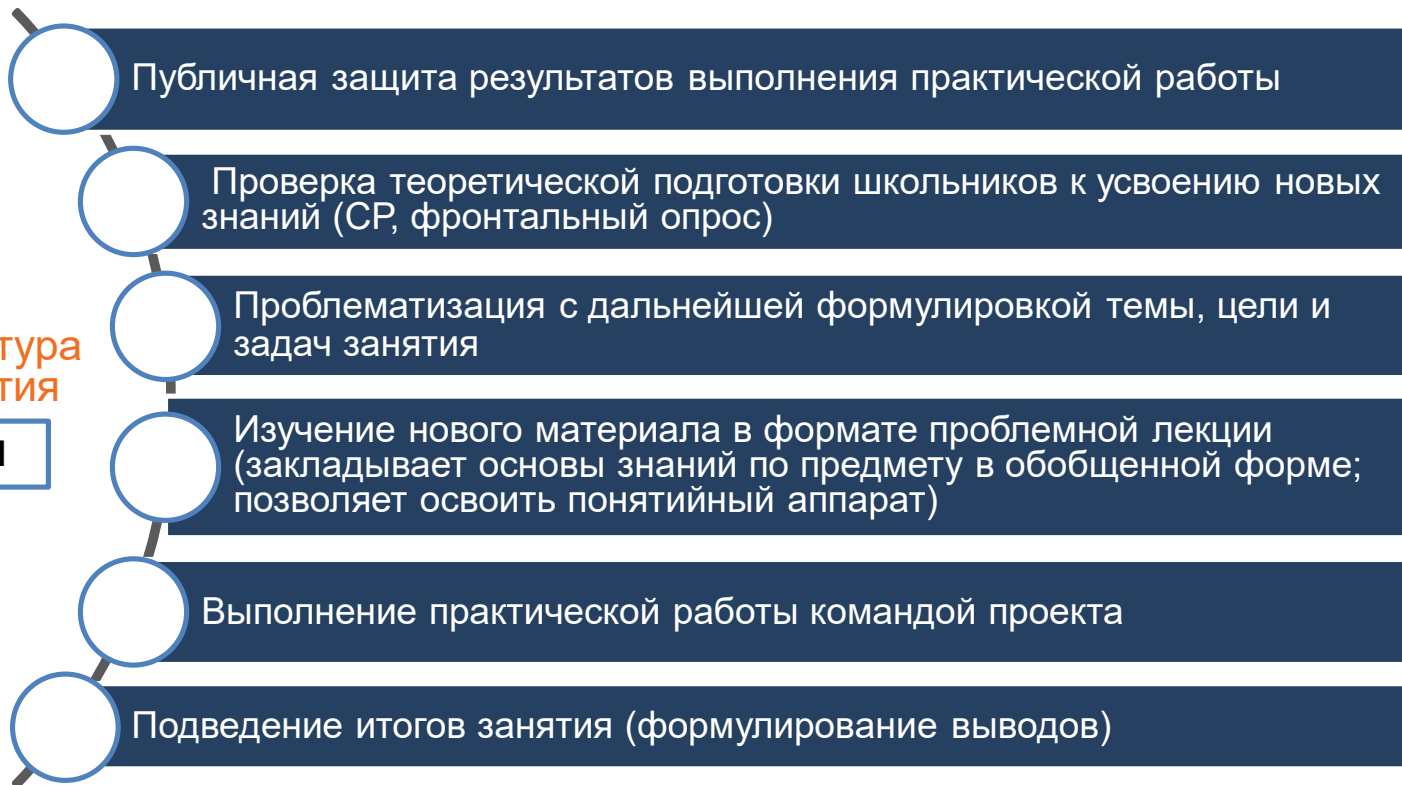 Публичная защита результатов выполнения практической работы
Проверка теоретической подготовки школьников к усвоению новых
знаний (СР, фронтальный опрос)
Проблематизация с дальнейшей формулировкой темы, цели и
задач занятия
Изучение нового материала в формате проблемной лекции
(закладывает основы знаний по предмету в обобщенной форме;
позволяет освоить понятийный аппарат)
Выполнение практической работы командой проекта
Подведение итогов занятия (формулирование выводов)